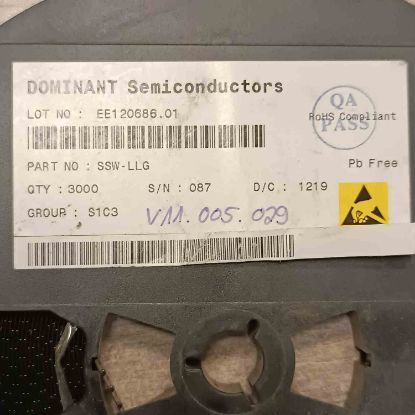 DOMINANT Semiconductors
LOT NO : EE120686.01
QA PASS
RoHS Compliant
PART NO : SSW-LLG
Pb Free
QTY : 3000 S/N : 087 D/C : 1219
GROUP : S1C3
V11.005.029